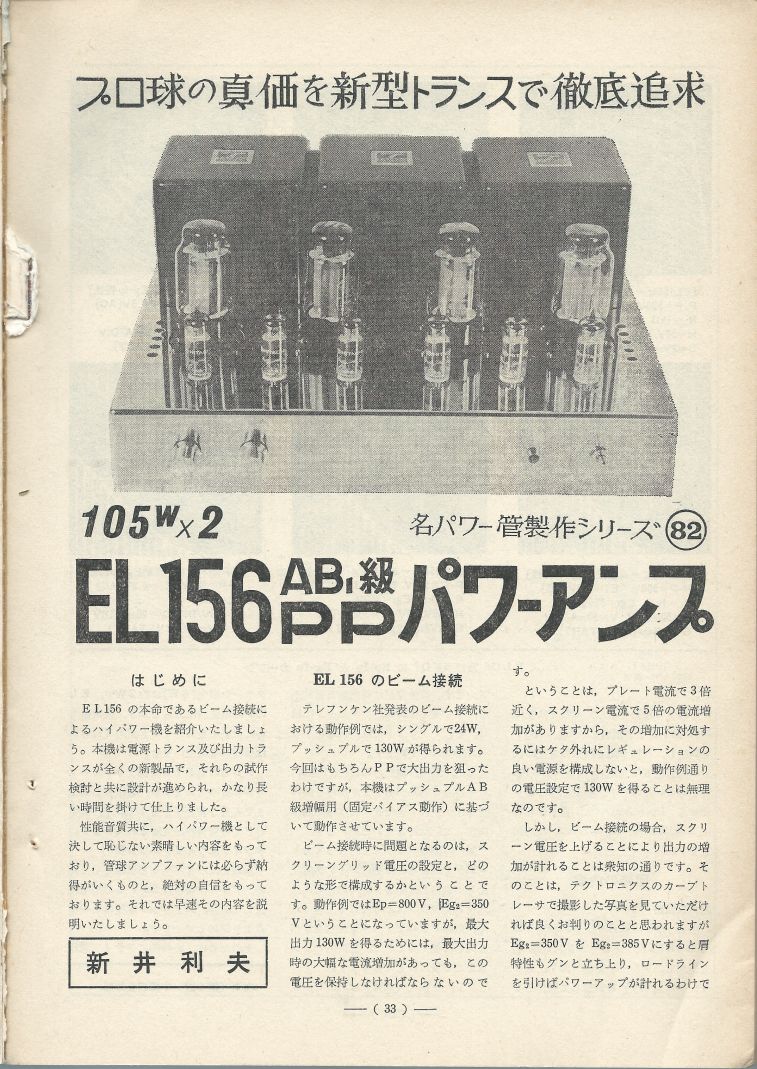 プロ球の真価を新型トランスで徹底追求
105W×2
名パワー管製作シリーズ 82
EL156 AB₁級 PP パワーアンプ
はじめに
EL156 の本命であるビーム接続に
よるハイパワー機を紹介いたしましょ
う。本機は電源トランス及び出力トラ
ンスが全くの新製品で，それらの試作
検討と共に設計が進められ，かなり長
い時間を掛けて仕上りました。
性能音質共に，ハイパワー機として
決して恥じない素晴しい内容をもって
おり，管球アンプファンには必らず納
得がいくものと，絶対の自信をもって
おります。それでは早速その内容を説
明いたしましょう。
新井利夫
EL 156 のビーム接続
テレフンケン社発表のビーム接続に
おける動作例では，シングルで24W，
プッシュプルで130Wが得られます。
今回はもちろんＰＰで大出力を狙った
わけですが，本機はプッシュプルＡＢ
級増幅用（固定バイアス動作）に基づ
いて動作させています。
ビーム接続時に問題となるのは，ス
クリーングリッド電圧の設定と，どの
ような形で構成するかということで
す。動作例ではEp=800V，Eg₂=350
Vということになっていますが，最大
出力130Wを得るためには，最大出力
時の大幅な電流増加があっても，この
電圧を保持しなければならないので
す。
ということは，プレート電流で3倍
近く，スクリーン電流で5倍の電流増
加がありますから，その増加に対処す
るにはケタ外れにレギュレーションの
良い電源を構成しないと，動作例通り
の電圧設定で130Wを得ることは無理
なのです。
しかし，ビーム接続の場合，スクリ
ーン電圧を上げることにより出力の増
加が計れることは衆知の通りです。そ
のことは，テクトロニクスのカーブト
レーサで撮影した写真を見ていただけ
れば良くお判りのことと思われますが
Eg₂=350V を Eg₂=385Vにすると肩
特性もグンと立ち上り，ロードライン
を引けばパワーアップが計れるわけで
―（ 33 ）―